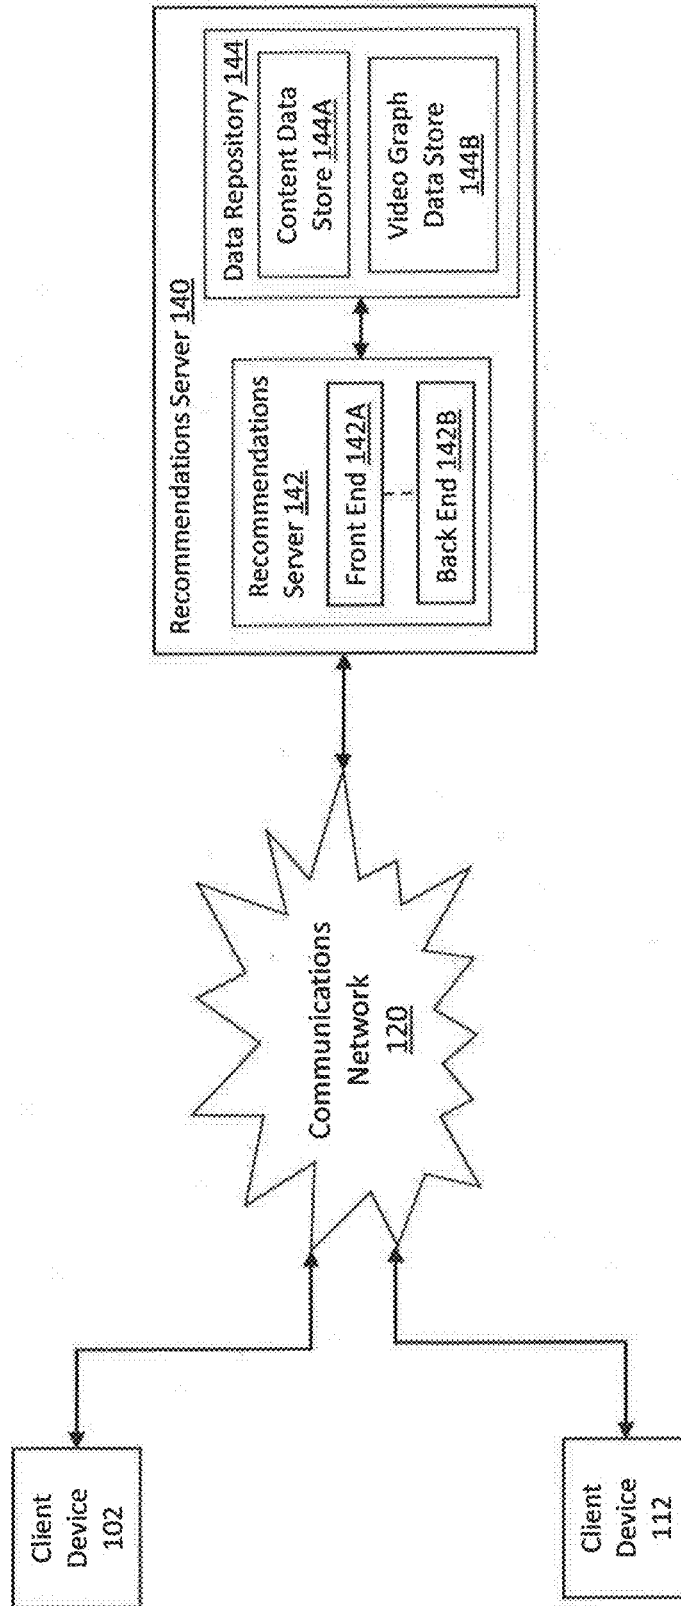 Client
Device
102
Client
Device
112
Communications
Network
120
Recommendations Server 140
Recommendations
Server 142
Front End 142A
Back End 142B
Data Repository 144
Content Data
Store 144A
Video Graph
Data Store
144B